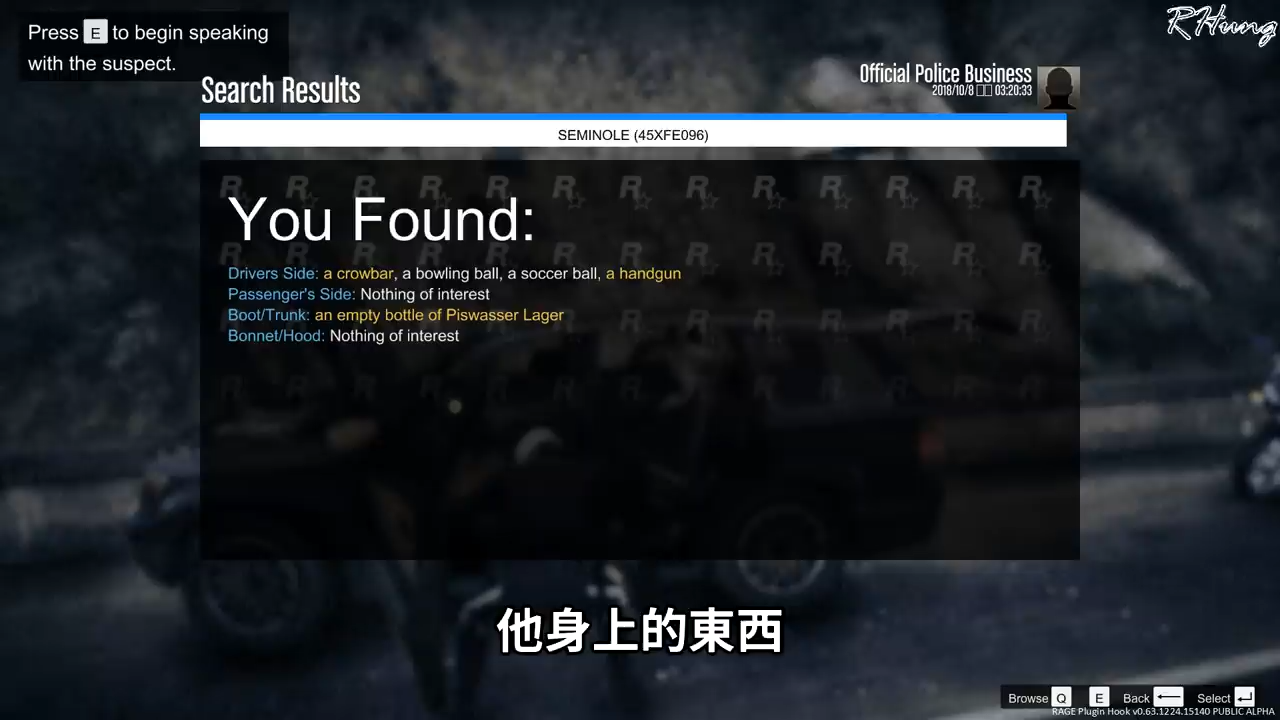 Press E to begin speaking
with the suspect.
RHung
Search Results
Official Police Business
2018/10/8 □□ 03:20:33
SEMINOLE (45XFE096)
You Found:
Drivers Side: a crowbar, a bowling ball, a soccer ball, a handgun
Passenger's Side: Nothing of interest
Boot/Trunk: an empty bottle of Piswasser Lager
Bonnet/Hood: Nothing of interest
他身上的東西
Browse Q E Back Select
RAGE Plugin Hook v0.63.1224.15140 PUBLIC ALPHA